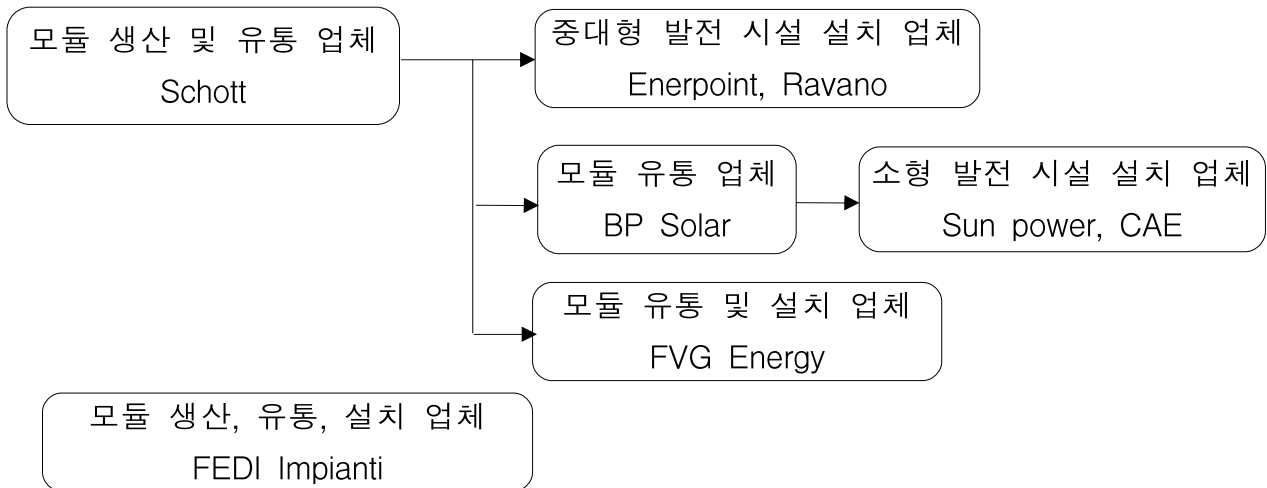 모듈 생산 및 유통 업체
Schott
중대형 발전 시설 설치 업체
Enerpoint, Ravano
모듈 유통 업체
BP Solar
소형 발전 시설 설치 업체
Sun power, CAE
모듈 유통 및 설치 업체
FVG Energy
모듈 생산, 유통, 설치 업체
FEDI Impianti